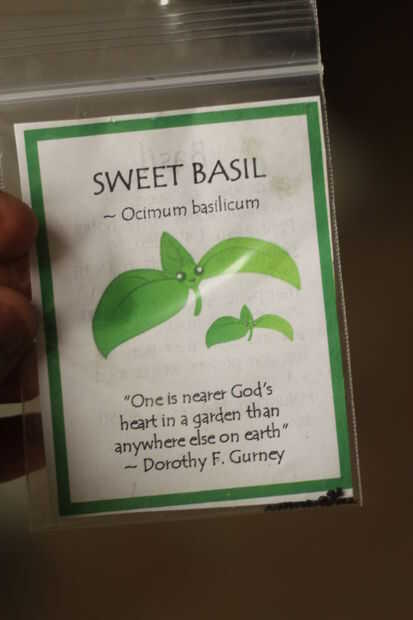 SWEET BASIL
~ Ocimum basilicum
"One is nearer God's
heart in a garden than
anywhere else on earth"
~ Dorothy F. Gurney